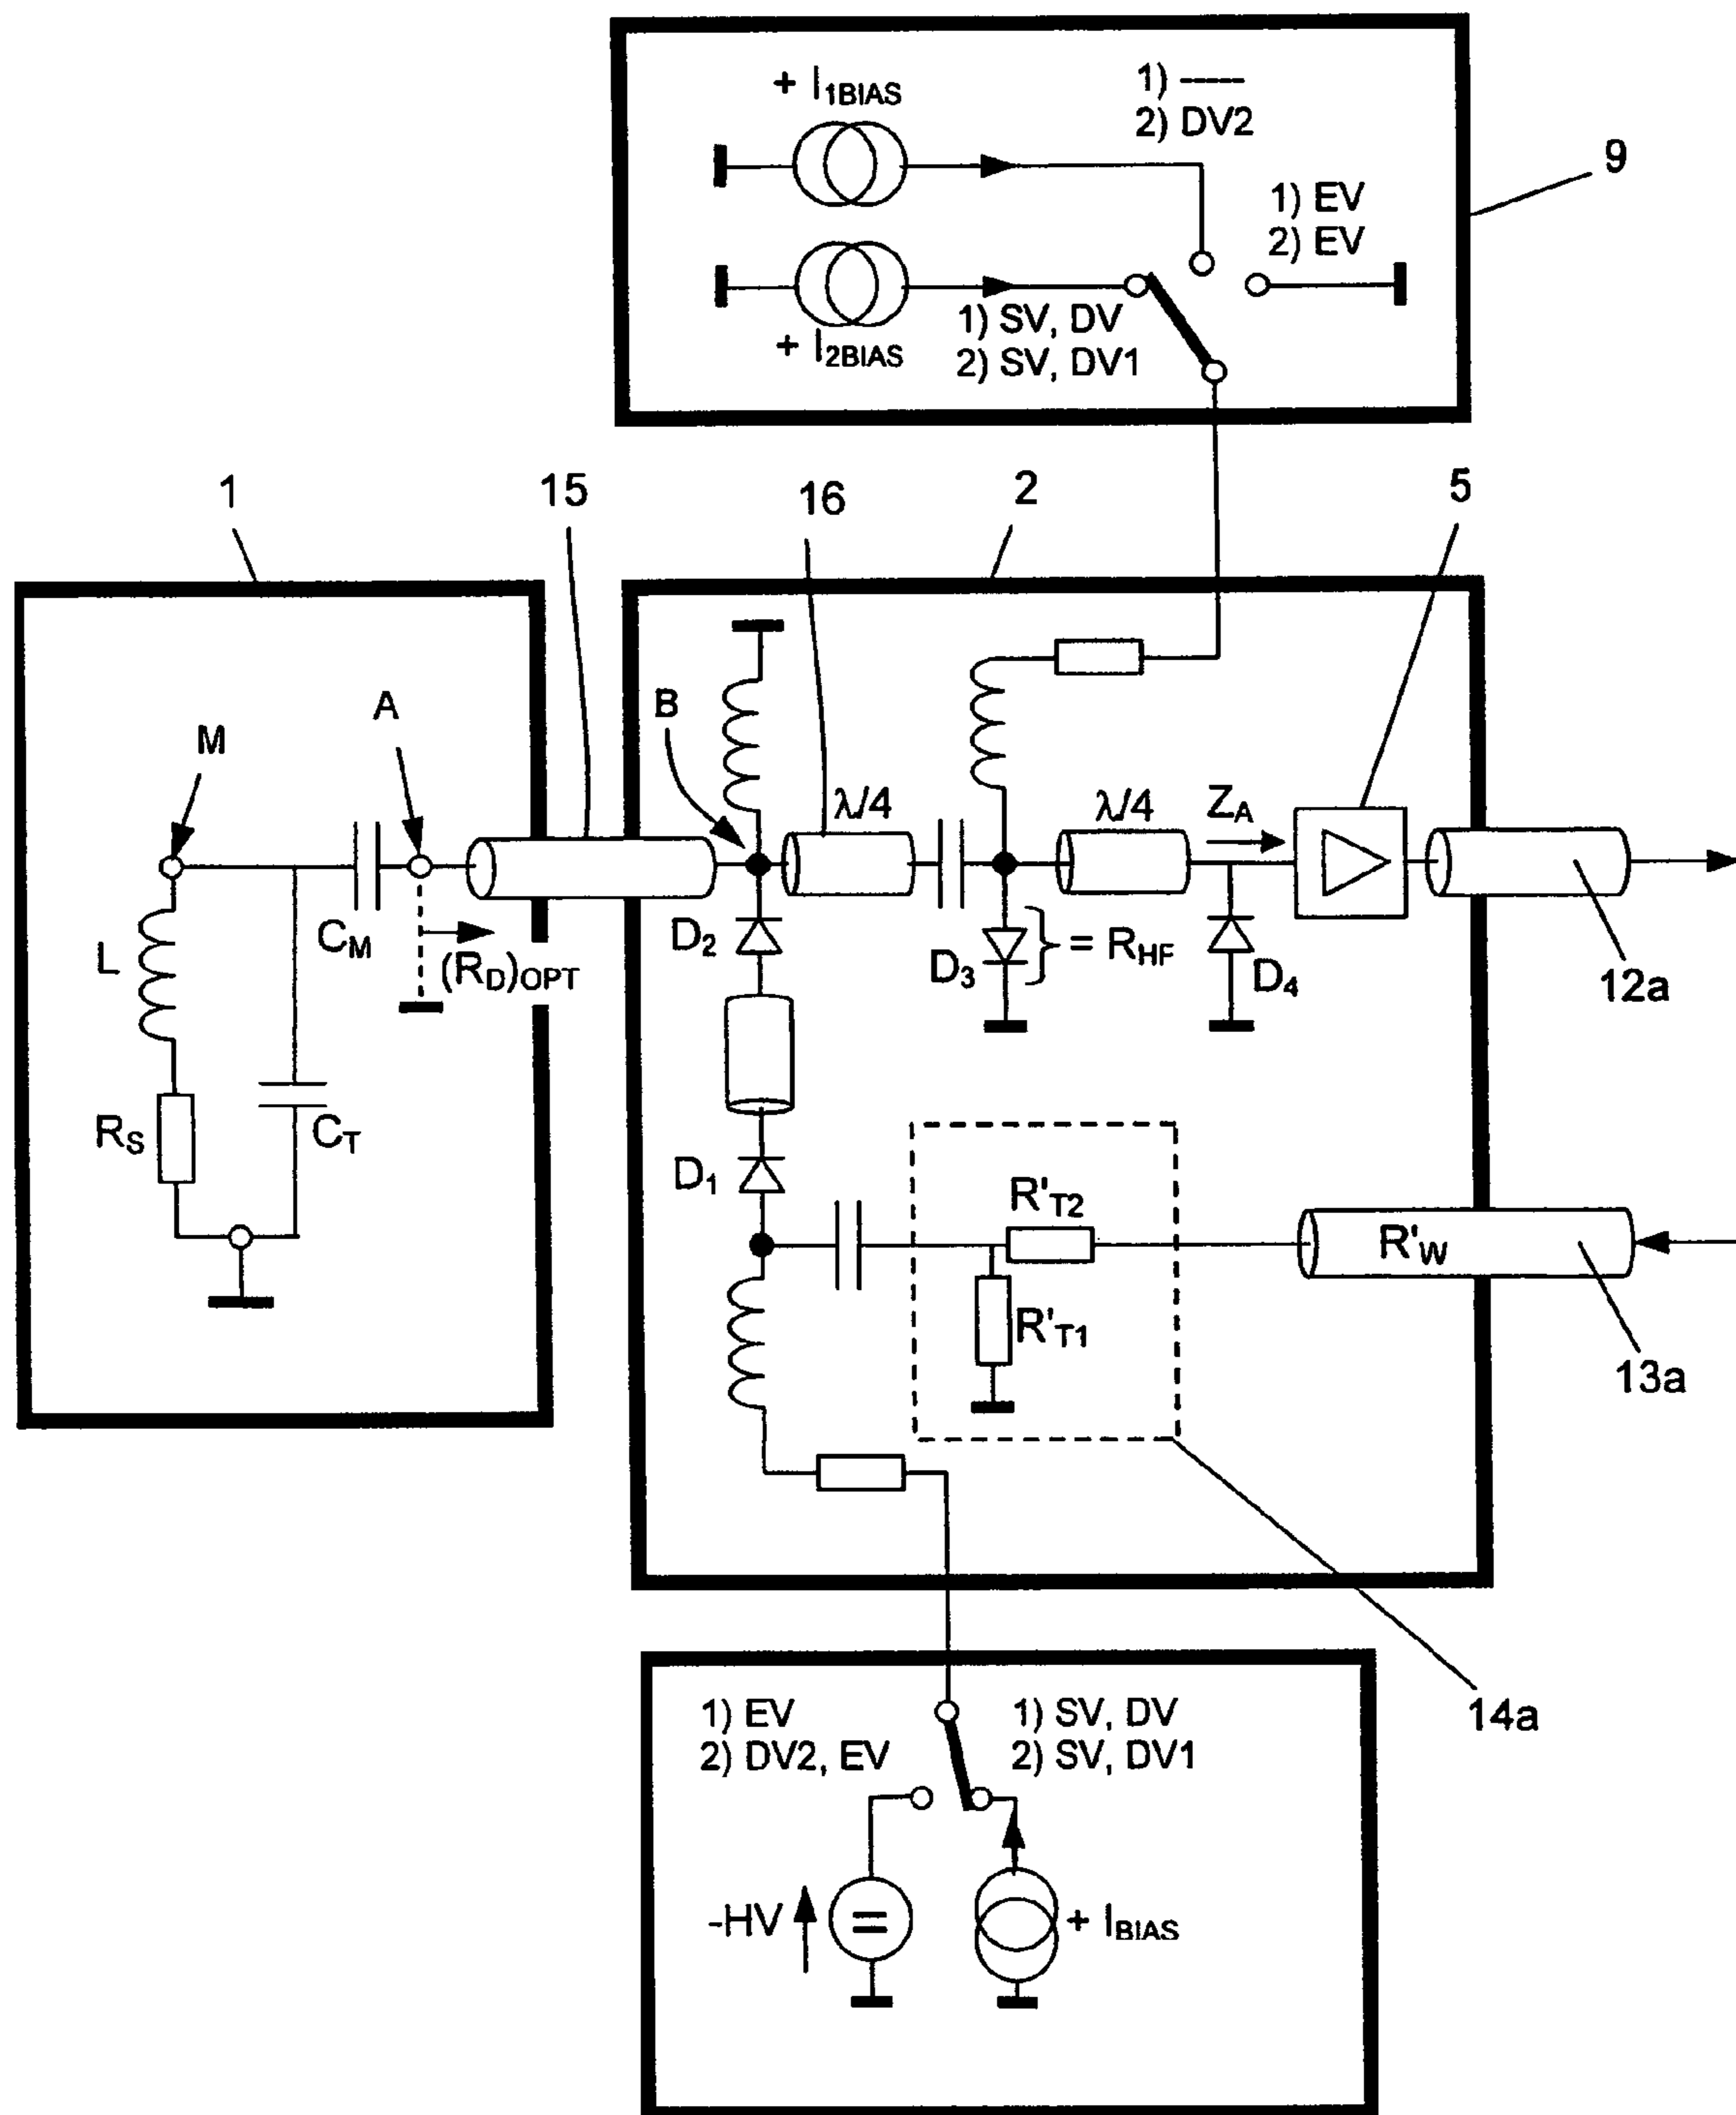 + I1BIAS
1) ----
2) DV2
9
1) EV
2) EV
1) SV, DV
2) SV, DV1
+ I2BIAS
1
15
16
2
5
M
A
B
λ/4
λ/4
ZA
CM
(RD)OPT
L
D2
D3
= RHF
D4
12a
RS
CT
D1
R'T2
R'T1
R'W
13a
14a
1) EV
2) DV2, EV
1) SV, DV
2) SV, DV1
-HV
=
+ IBIAS